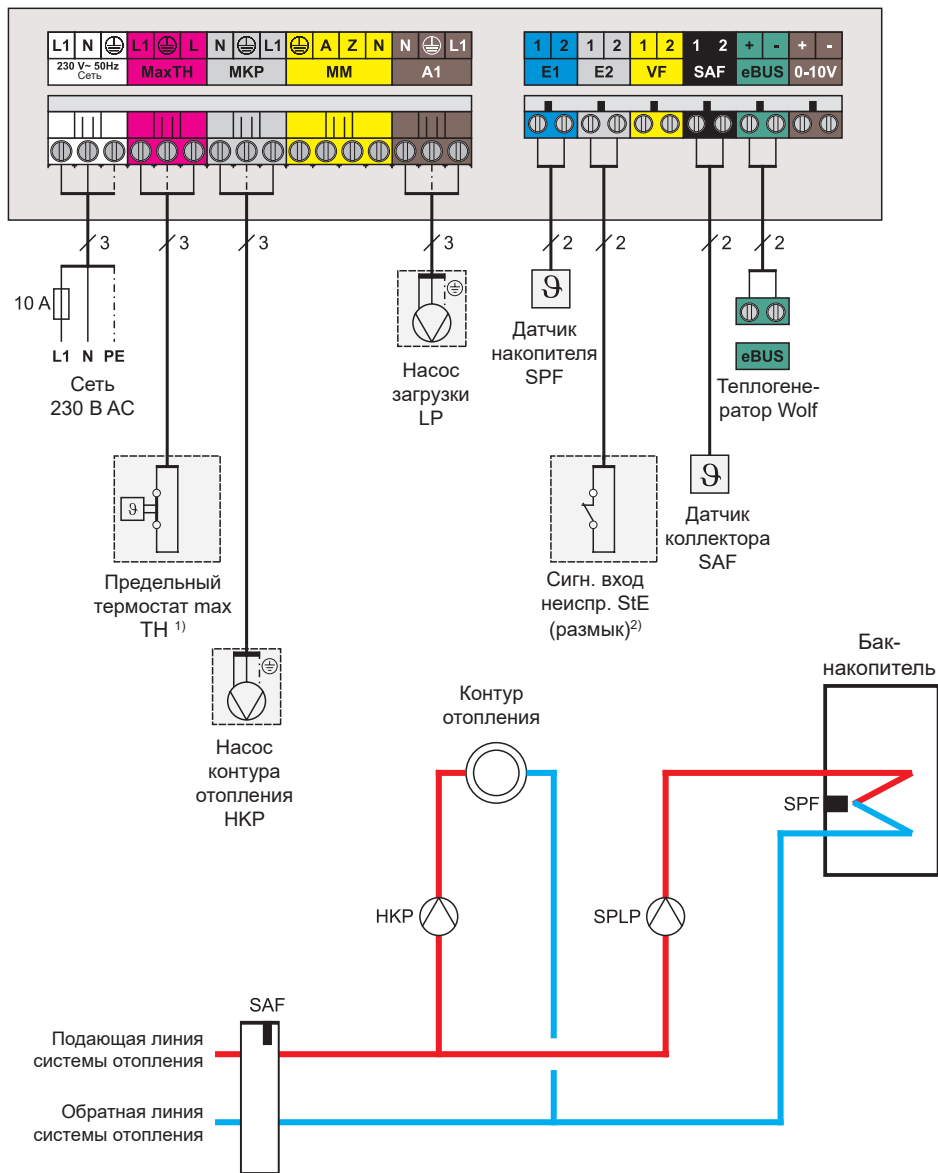 L1 N L1 L N L1 A Z N N L1 1 2 1 2 1 2 1 2 + - + -
230 V~ 50Hz
Сеть
MaxTH MKP MM A1 E1 E2 VF SAF eBUS 0-10V
3 3 3 3 2 2 2 2
10 A
L1 N PE
Сеть
230 В AC
ϑ
Предельный
термостат max
TH 1)
Насос
контура
отопления
HKP
Насос
загрузки
LP
ϑ
Датчик
накопителя
SPF
Сигн. вход
неиспр. StE
(размык)2)
ϑ
Датчик
коллектора
SAF
eBUS
Теплогене-
ратор Wolf
Бак-
накопитель
Контур
отопления
SPF
HKP
SPLP
SAF
Подающая линия
системы отопления
Обратная линия
системы отопления